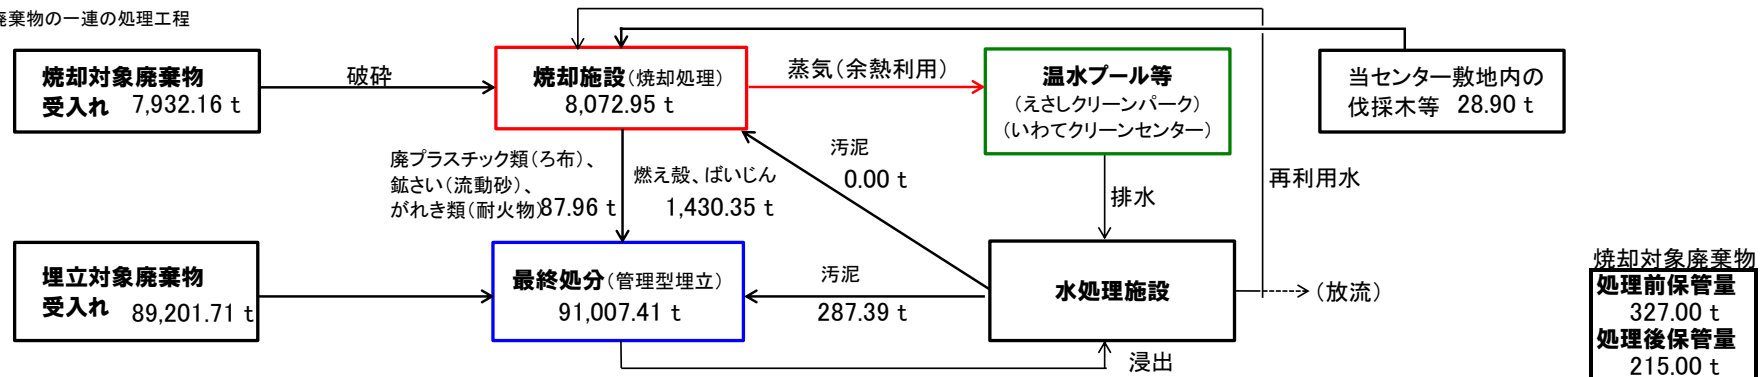 廃棄物の一連の処理工程
焼却対象廃棄物
受入れ 7,932.16 t
破砕
焼却施設(焼却処理)
8,072.95 t
蒸気(余熱利用)
温水プール等
(えさしクリーンパーク)
(いわてクリーンセンター)
当センター敷地内の
伐採木等 28.90 t
廃プラスチック類(ろ布)、
鉱さい(流動砂)、
がれき類(耐火物)87.96 t
燃え殻、ばいじん
1,430.35 t
汚泥
0.00 t
排水
再利用水
埋立対象廃棄物
受入れ 89,201.71 t
最終処分(管理型埋立)
91,007.41 t
汚泥
287.39 t
水処理施設
(放流)
浸出
焼却対象廃棄物
処理前保管量
327.00 t
処理後保管量
215.00 t